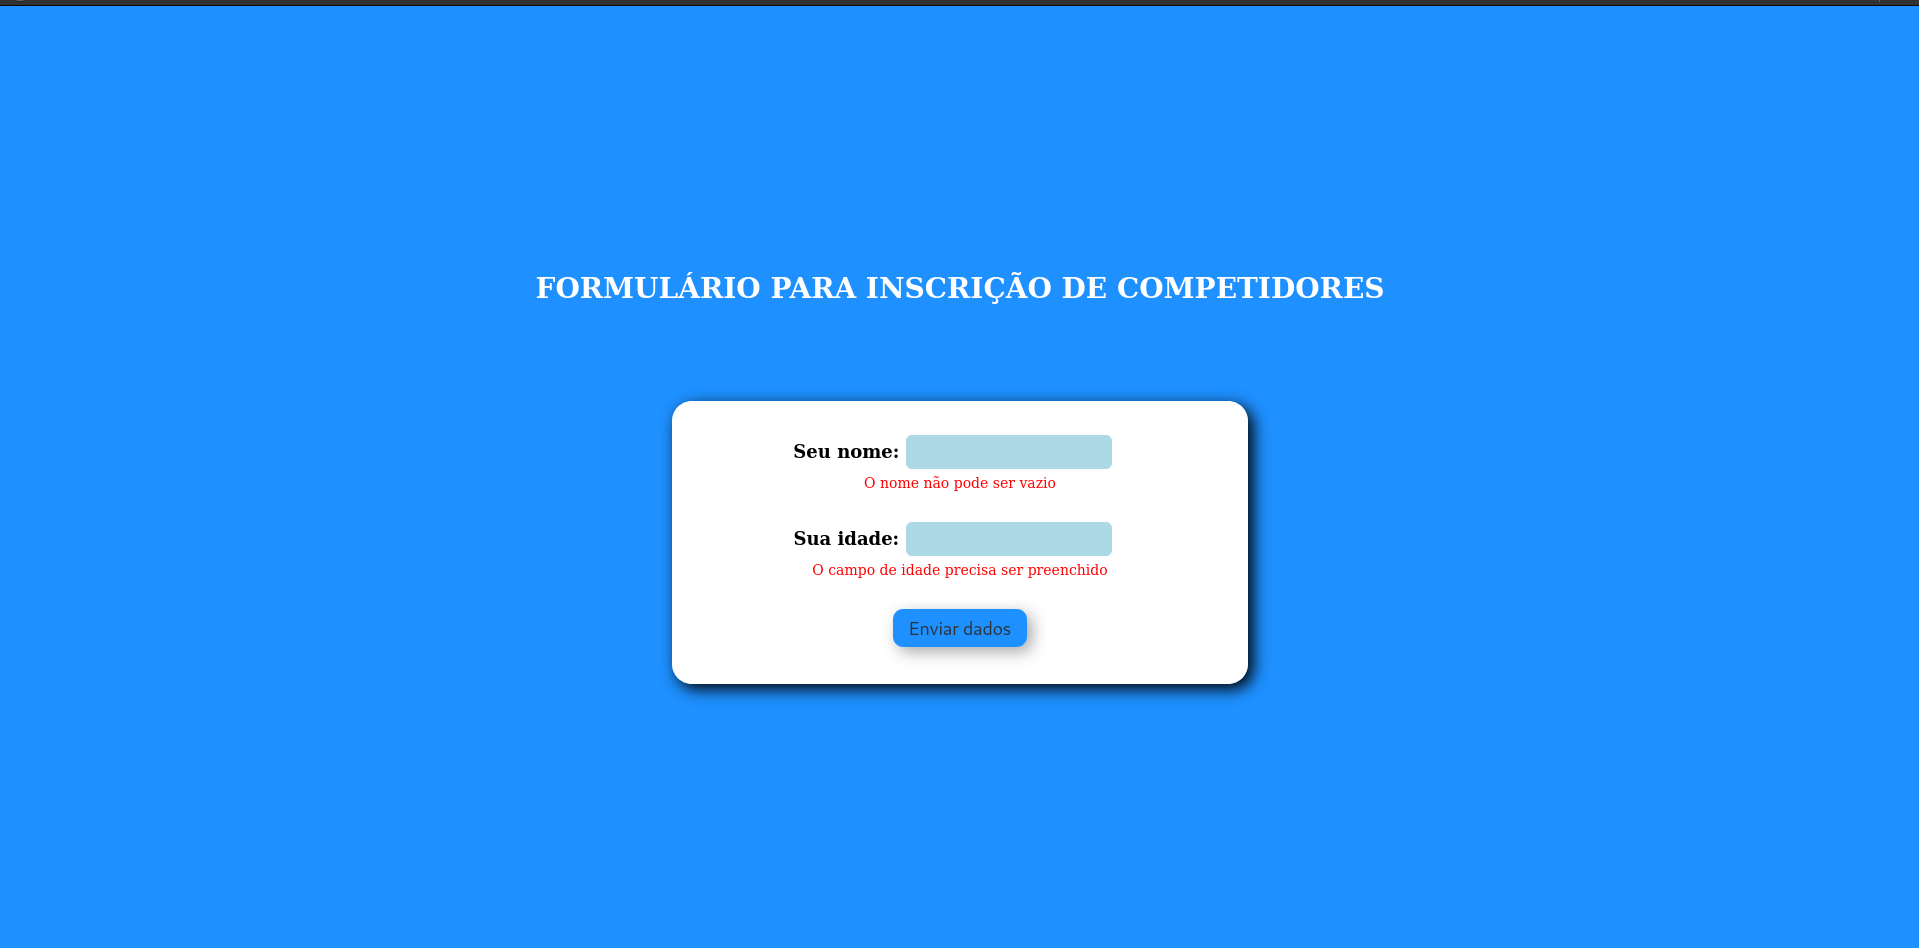 FORMULÁRIO PARA INSCRIÇÃO DE COMPETIDORES
Seu nome:
O nome não pode ser vazio
Sua idade:
O campo de idade precisa ser preenchido
Enviar dados